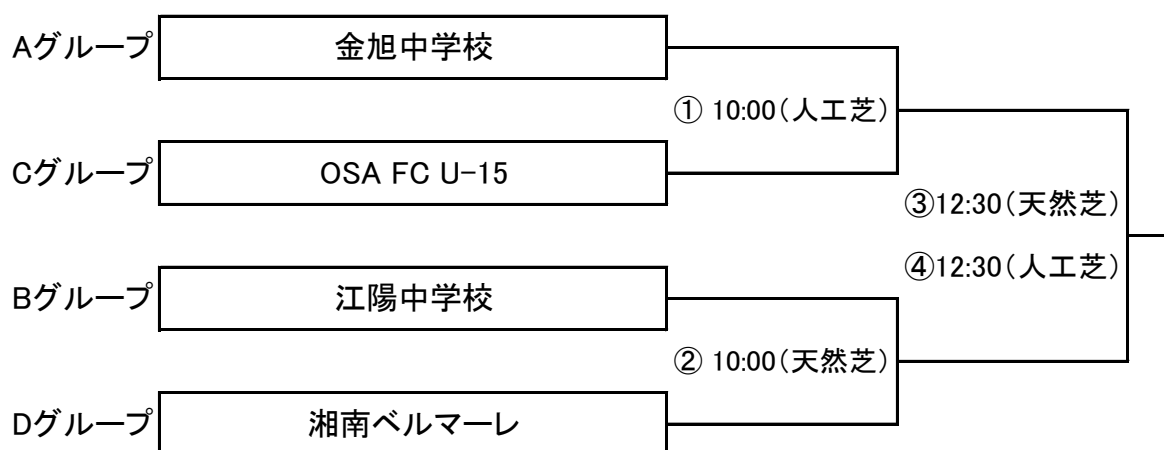 Aグループ 金旭中学校
① 10:00(人工芝)
Cグループ OSA FC U-15
③12:30(天然芝)
④12:30(人工芝)
Bグループ 江陽中学校
② 10:00(天然芝)
Dグループ 湘南ベルマーレ